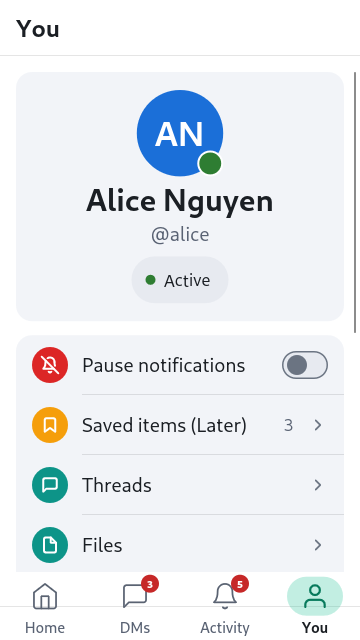 You
AN
Alice Nguyen
@alice
Active
Pause notifications
Saved items (Later) 3
Threads
Files
3 5
Home DMs Activity You